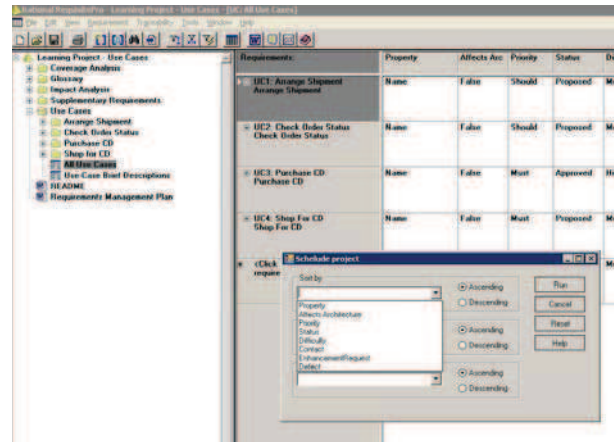 Rational RequisitePro - Learning Project - Use Cases - [UC: All Use Cases]
File Edit View Requirement Traceability Tools Window Help
Learning Project - Use Cases
Coverage Analysis
Glossary
Impact Analysis
Supplementary Requirements
Use Cases
Arrange Shipment
Check Order Status
Purchase CD
Shop for CD
All Use Cases
Use Case Brief Descriptions
README
Requirements Management Plan
Requirements: Property Affects Arc Priority Status
UC1: Arrange Shipment Name False Should Proposed
Arrange Shipment
UC2: Check Order Status Name False Should Proposed
Check Order Status
UC3: Purchase CD Name False Must Approved
Purchase CD
UC4: Shop For CD Name False Must Proposed
Shop For CD
<Click
require
Schelude project
Sort by
Property
Affects Architecture
Priority
Status
Difficulty
Contact
EnhancementRequest
Defect
Ascending
Descending
Ascending
Descending
Ascending
Descending
Run
Cancel
Reset
Help